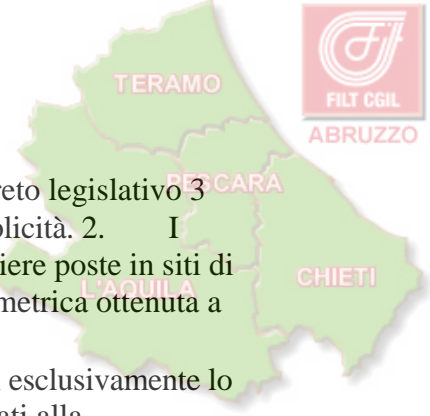 TERAMO
FILT CGIL
ABRUZZO
reto legislativo 3
PESCARA
olicità. 2. I
iere poste in siti di
L'AQUILA
CHIETI
metrica ottenuta a
esclusivamente lo
ati alla